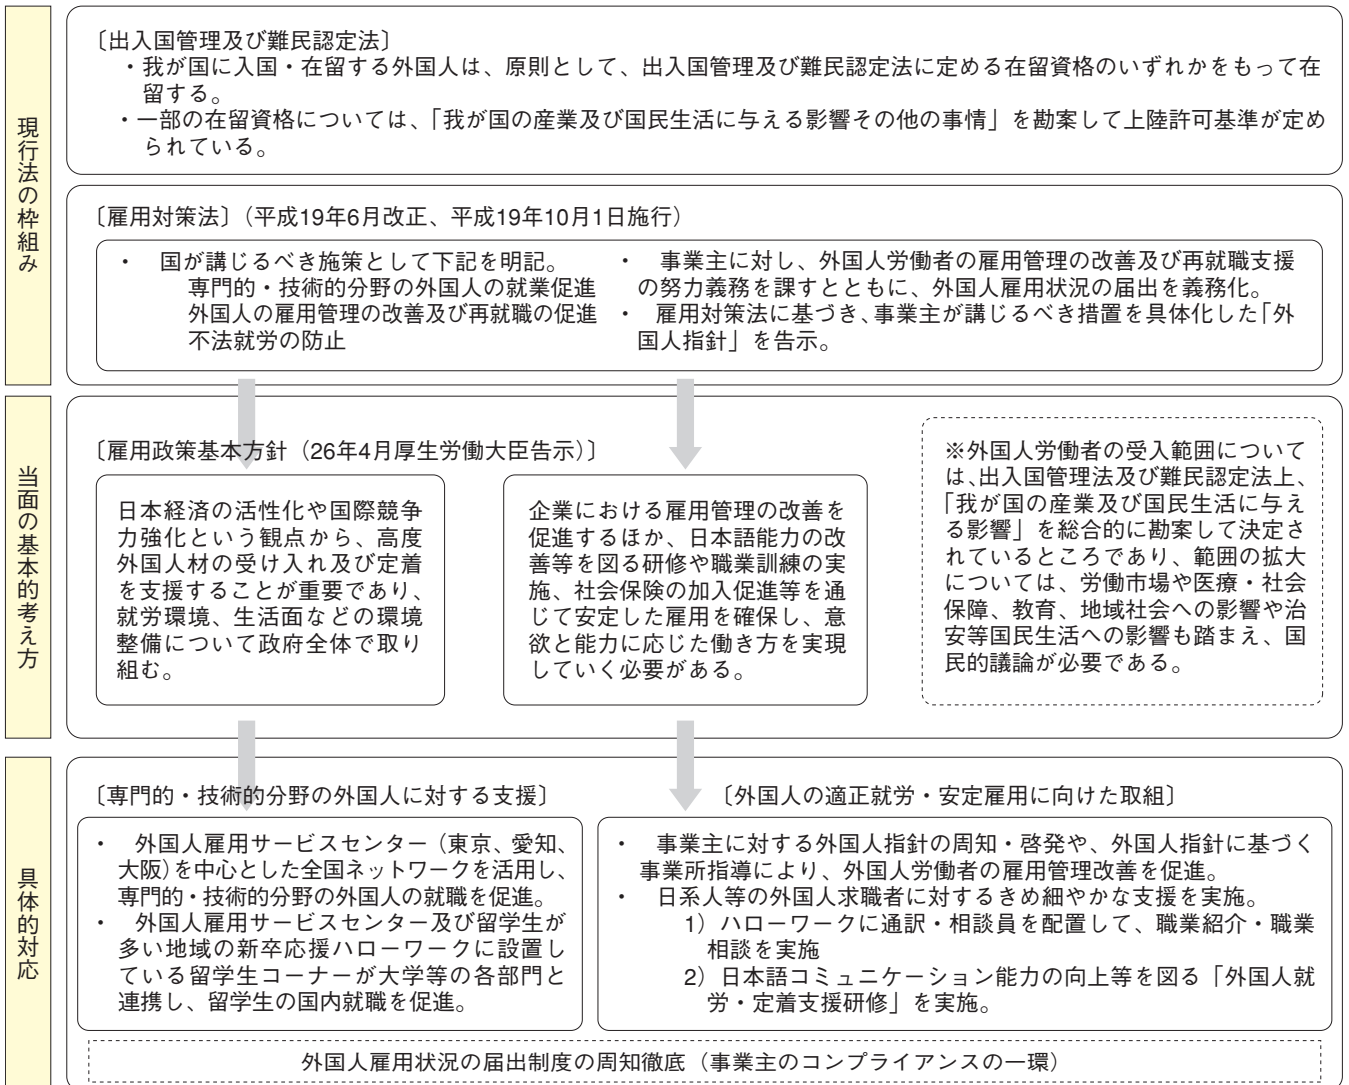 現行法の枠組み
〔出入国管理及び難民認定法〕
・我が国に入国・在留する外国人は、原則として、出入国管理及び難民認定法に定める在留資格のいずれかをもって在
留する。
・一部の在留資格については、「我が国の産業及び国民生活に与える影響その他の事情」を勘案して上陸許可基準が定め
られている。
〔雇用対策法〕（平成19年6月改正、平成19年10月1日施行）
・　国が講じるべき施策として下記を明記。
専門的・技術的分野の外国人の就業促進
外国人の雇用管理の改善及び再就職の促進
不法就労の防止
・　事業主に対し、外国人労働者の雇用管理の改善及び再就職支援
の努力義務を課すとともに、外国人雇用状況の届出を義務化。
・　雇用対策法に基づき、事業主が講じるべき措置を具体化した「外
国人指針」を告示。
当面の基本的考え方
〔雇用政策基本方針（26年4月厚生労働大臣告示）〕
日本経済の活性化や国際競争
力強化という観点から、高度
外国人材の受け入れ及び定着
を支援することが重要であり、
就労環境、生活面などの環境
整備について政府全体で取り
組む。
企業における雇用管理の改善を
促進するほか、日本語能力の改
善等を図る研修や職業訓練の実
施、社会保険の加入促進等を通
じて安定した雇用を確保し、意
欲と能力に応じた働き方を実現
していく必要がある。
※外国人労働者の受入範囲について
は、出入国管理法及び難民認定法上、
「我が国の産業及び国民生活に与え
る影響」を総合的に勘案して決定さ
れているところであり、範囲の拡大
については、労働市場や医療・社会
保障、教育、地域社会への影響や治
安等国民生活への影響も踏まえ、国
民的議論が必要である。
具体的対応
〔専門的・技術的分野の外国人に対する支援〕
・　外国人雇用サービスセンター（東京、愛知、
大阪）を中心とした全国ネットワークを活用し、
専門的・技術的分野の外国人の就職を促進。
・　外国人雇用サービスセンター及び留学生が
多い地域の新卒応援ハローワークに設置し
ている留学生コーナーが大学等の各部門と
連携し、留学生の国内就職を促進。
〔外国人の適正就労・安定雇用に向けた取組〕
・　事業主に対する外国人指針の周知・啓発や、外国人指針に基づく
事業所指導により、外国人労働者の雇用管理改善を促進。
・　日系人等の外国人求職者に対するきめ細やかな支援を実施。
1）ハローワークに通訳・相談員を配置して、職業紹介・職業
相談を実施
2）日本語コミュニケーション能力の向上等を図る「外国人就
労・定着支援研修」を実施。
外国人雇用状況の届出制度の周知徹底（事業主のコンプライアンスの一環）